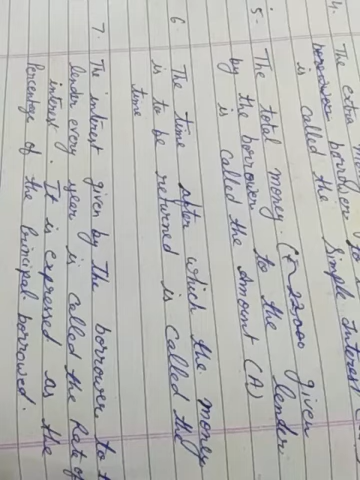 4. The extra
borrower to
is called the Simple Interest
5. The total money (₹ 22000 given
by the borrower to the lender
is called the Amount (A)
6. The time after which the money
is to be returned is called the
time
7. The interest given by The borrower to
lender every year is called the Rate of
interest. It is expressed as the
Percentage of the Principal borrowed.